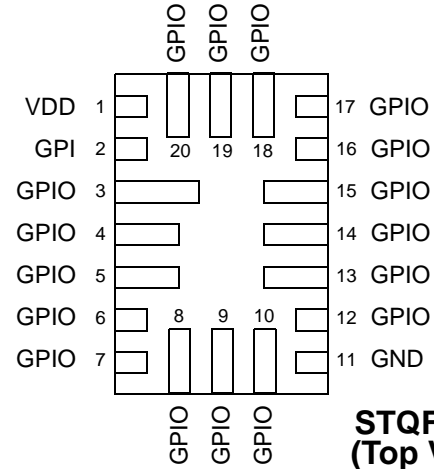 GPIO GPIO GPIO
VDD 1
GPI 2
GPIO 3
GPIO 4
GPIO 5
GPIO 6
GPIO 7
20 19 18
8 9 10
17 GPIO
16 GPIO
15 GPIO
14 GPIO
13 GPIO
12 GPIO
11 GND
GPIO GPIO GPIO
(Top